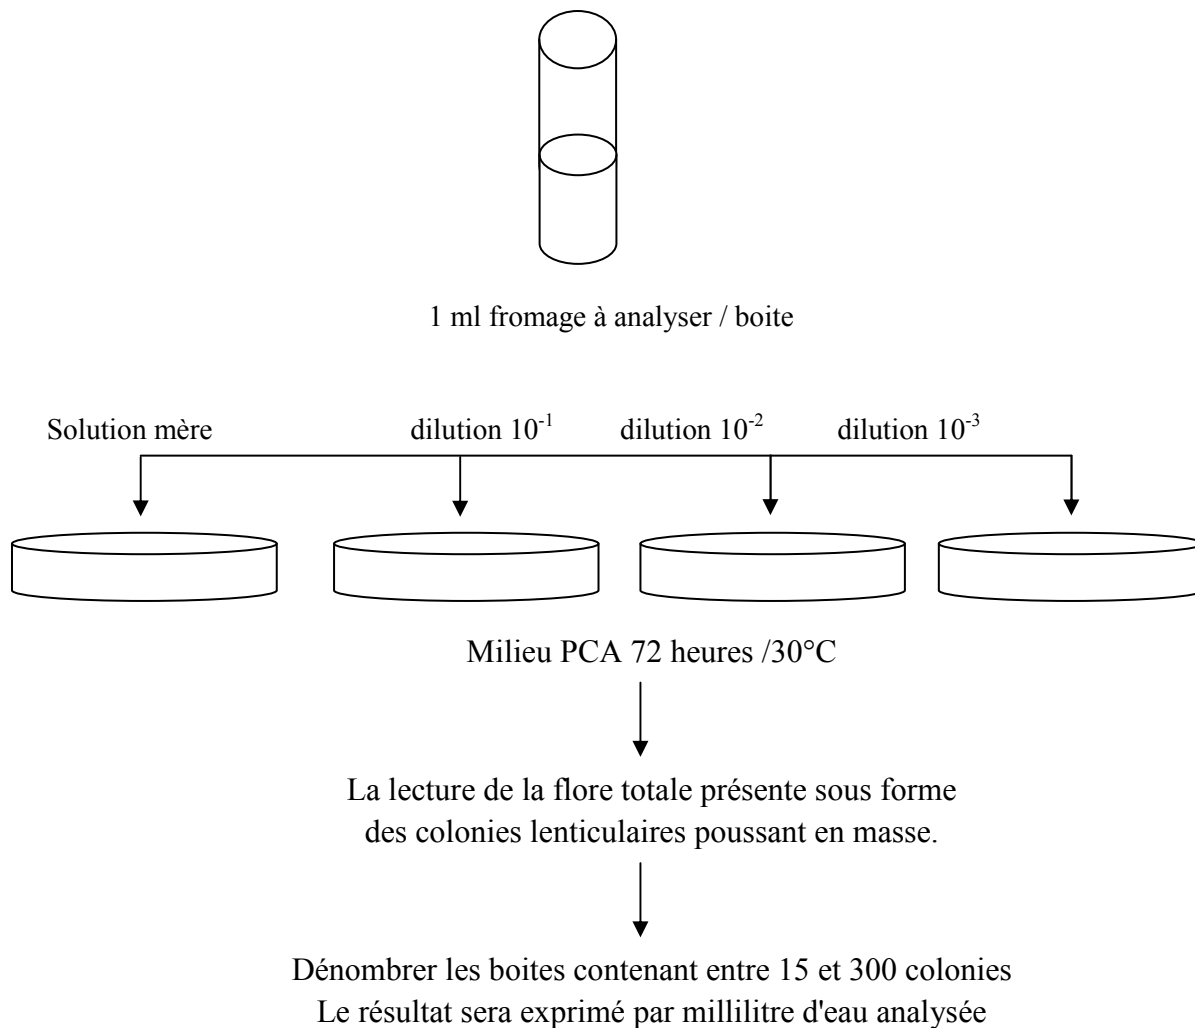 1 ml fromage à analyser / boite
Solution mère dilution 10⁻¹ dilution 10⁻² dilution 10⁻³
Milieu PCA 72 heures /30°C
La lecture de la flore totale présente sous forme
des colonies lenticulaires poussant en masse.
Dénombrer les boites contenant entre 15 et 300 colonies
Le résultat sera exprimé par millilitre d'eau analysée